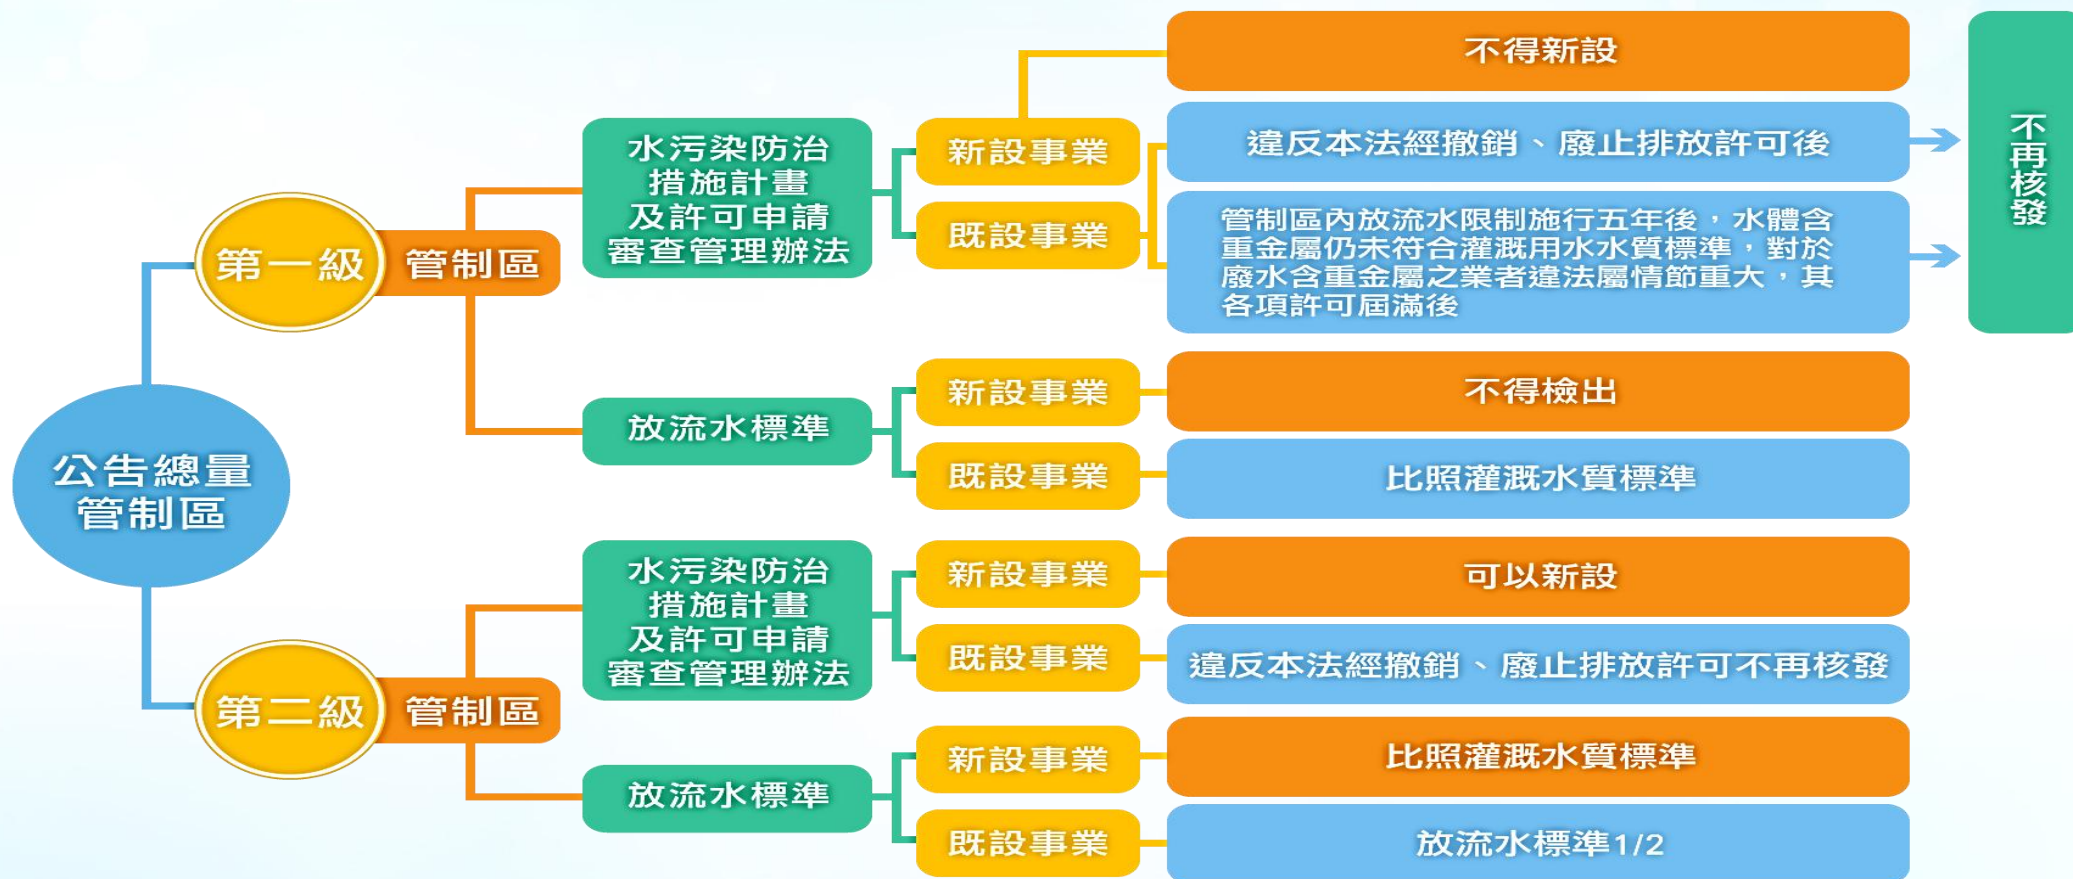 公告總量
管制區
第一級
管制區
水污染防治
措施計畫
及許可申請
審查管理辦法
新設事業
不得新設
既設事業
違反本法經撤銷、廢止排放許可後
管制區內放流水限制施行五年後，水體含
重金屬仍未符合灌溉用水水質標準，對於
廢水含重金屬之業者違法屬情節重大，其
各項許可屆滿後
不再核發
放流水標準
新設事業
不得檢出
既設事業
比照灌溉水質標準
第二級
管制區
水污染防治
措施計畫
及許可申請
審查管理辦法
新設事業
可以新設
既設事業
違反本法經撤銷、廢止排放許可不再核發
放流水標準
新設事業
比照灌溉水質標準
既設事業
放流水標準1/2